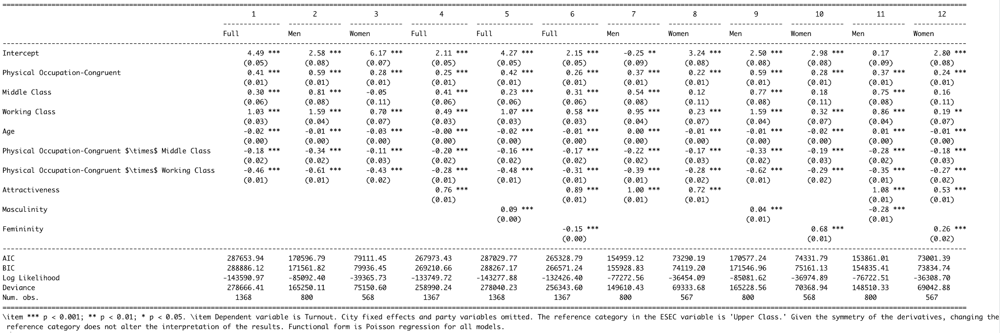 ==========
1 2 3 4 5 6 7 8 9 10 11 12
Full Men Women Full Full Full Men Women Men Women Men Women
Intercept 4.49 *** 2.58 *** 6.17 *** 2.11 *** 4.27 *** 2.15 *** -0.25 ** 3.24 *** 2.50 *** 2.98 *** 0.17 2.80 ***
(0.05) (0.08) (0.07) (0.05) (0.05) (0.05) (0.09) (0.08) (0.08) (0.08) (0.09) (0.08)
Physical Occupation-Congruent 0.41 *** 0.59 *** 0.28 *** 0.25 *** 0.42 *** 0.26 *** 0.37 *** 0.22 *** 0.59 *** 0.28 *** 0.37 *** 0.24 ***
(0.01) (0.01) (0.01) (0.01) (0.01) (0.01) (0.01) (0.01) (0.01) (0.01) (0.01) (0.01)
Middle Class 0.30 *** 0.81 *** -0.05 0.41 *** 0.23 *** 0.31 *** 0.54 *** 0.12 0.77 *** 0.18 0.75 *** 0.16
(0.06) (0.08) (0.11) (0.06) (0.06) (0.06) (0.08) (0.11) (0.08) (0.11) (0.08) (0.11)
Working Class 1.03 *** 1.59 *** 0.70 *** 0.49 *** 1.07 *** 0.58 *** 0.95 *** 0.23 *** 1.59 *** 0.32 *** 0.86 *** 0.19 **
(0.03) (0.04) (0.07) (0.03) (0.03) (0.03) (0.04) (0.07) (0.04) (0.07) (0.04) (0.07)
Age -0.02 *** -0.01 *** -0.03 *** -0.00 *** -0.02 *** -0.01 *** 0.00 *** -0.01 *** -0.01 *** -0.02 *** 0.01 *** -0.01 ***
(0.00) (0.00) (0.00) (0.00) (0.00) (0.00) (0.00) (0.00) (0.00) (0.00) (0.00) (0.00)
Physical Occupation-Congruent $\times$ Middle Class -0.18 *** -0.34 *** -0.11 *** -0.20 *** -0.16 *** -0.17 *** -0.22 *** -0.17 *** -0.33 *** -0.19 *** -0.28 *** -0.18 ***
(0.02) (0.02) (0.03) (0.02) (0.02) (0.02) (0.02) (0.03) (0.02) (0.03) (0.02) (0.03)
Physical Occupation-Congruent $\times$ Working Class -0.46 *** -0.61 *** -0.43 *** -0.28 *** -0.48 *** -0.31 *** -0.39 *** -0.28 *** -0.62 *** -0.29 *** -0.35 *** -0.27 ***
(0.01) (0.01) (0.02) (0.01) (0.01) (0.01) (0.01) (0.02) (0.01) (0.02) (0.01) (0.02)
Attractiveness 0.76 *** 0.89 *** 1.00 *** 0.72 *** 1.08 *** 0.53 ***
(0.01) (0.01) (0.01) (0.01) (0.01) (0.01)
Masculinity 0.09 *** 0.04 *** -0.28 ***
(0.00) (0.01) (0.01)
Femininity -0.15 *** 0.68 *** 0.26 ***
(0.00) (0.01) (0.02)
AIC 287653.94 170596.79 79111.45 267973.43 287029.77 265328.79 154959.12 73290.19 170577.24 74331.79 153861.01 73001.39
BIC 288886.12 171561.82 79936.45 269210.66 288267.17 266571.24 155928.83 74119.20 171546.96 75161.13 154835.41 73834.74
Log Likelihood -143590.97 -85092.40 -39365.73 -133749.72 -143277.88 -132426.40 -77272.56 -36454.09 -85081.62 -36974.89 -76722.51 -36308.70
Deviance 278666.41 165250.11 75150.60 258990.24 278040.23 256343.60 149610.43 69333.68 165228.56 70368.94 148510.33 69042.88
Num. obs. 1368 800 568 1367 1368 1367 800 567 800 568 800 567
==========
\item *** p < 0.001; ** p < 0.01; * p < 0.05. \item Dependent variable is Turnout. City fixed effects and party variables omitted. The reference category in the ESEC variable is 'Upper Class.' Given the symmetry of the derivatives, changing the
reference category does not alter the interpretation of the results. Functional form is Poisson regression for all models.